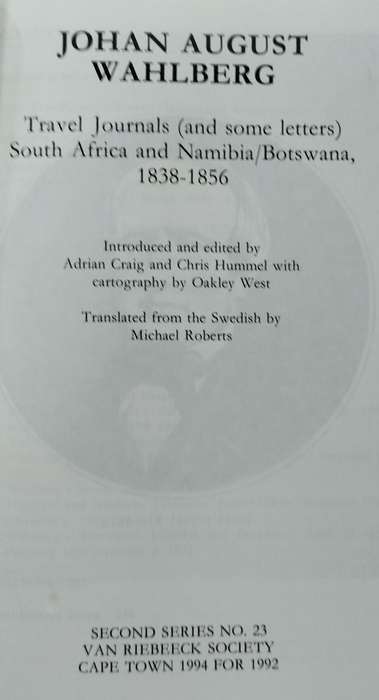 JOHAN AUGUST
WAHLBERG
Travel Journals (and some letters)
South Africa and Namibia/Botswana,
1838-1856
Introduced and edited by
Adrian Craig and Chris Hummel with
cartography by Oakley West
Translated from the Swedish by
Michael Roberts
SECOND SERIES NO. 23
VAN RIEBEECK SOCIETY
CAPE TOWN 1994 FOR 1992